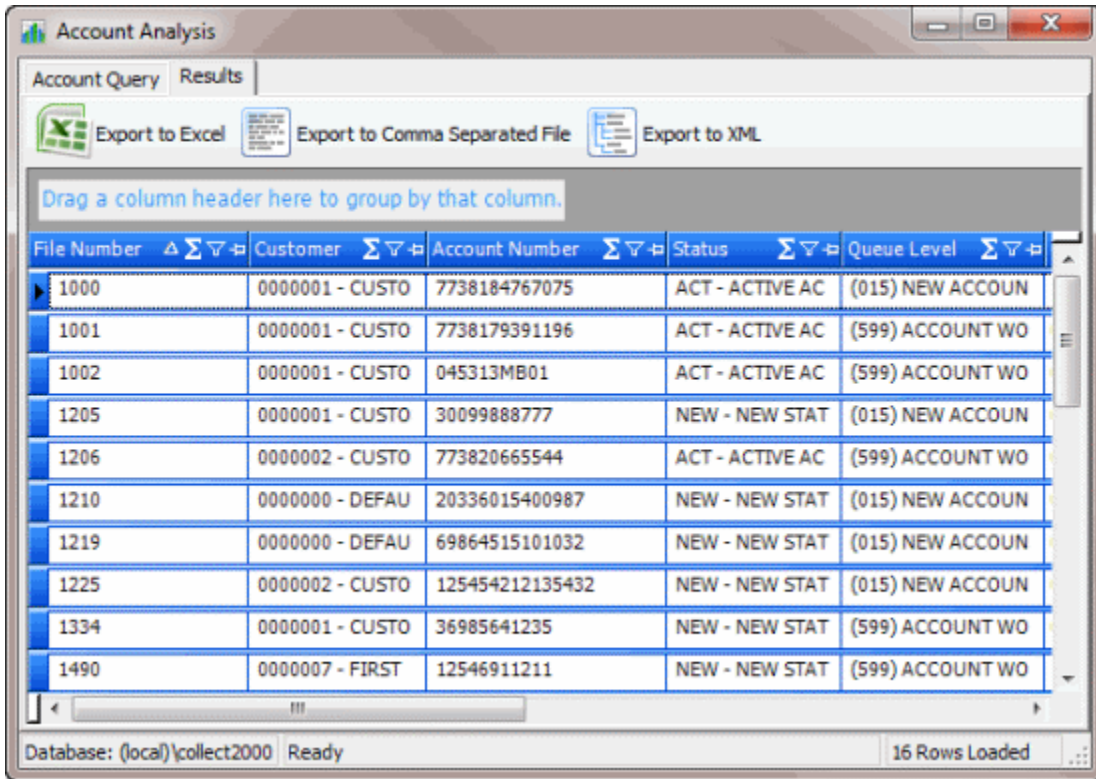 Account Analysis
Account Query Results
Export to Excel Export to Comma Separated File Export to XML
Drag a column header here to group by that column.
File Number Customer Account Number Status Queue Level
1000 0000001 - CUSTO 7738184767075 ACT - ACTIVE AC (015) NEW ACCOUN
1001 0000001 - CUSTO 7738179391196 ACT - ACTIVE AC (599) ACCOUNT WO
1002 0000001 - CUSTO 045313MB01 ACT - ACTIVE AC (599) ACCOUNT WO
1205 0000001 - CUSTO 30099888777 NEW - NEW STAT (015) NEW ACCOUN
1206 0000002 - CUSTO 773820665544 ACT - ACTIVE AC (599) ACCOUNT WO
1210 0000000 - DEFAU 20336015400987 NEW - NEW STAT (015) NEW ACCOUN
1219 0000000 - DEFAU 69864515101032 NEW - NEW STAT (015) NEW ACCOUN
1225 0000002 - CUSTO 125454212135432 NEW - NEW STAT (015) NEW ACCOUN
1334 0000001 - CUSTO 36985641235 NEW - NEW STAT (599) ACCOUNT WO
1490 0000007 - FIRST 12546911211 NEW - NEW STAT (599) ACCOUNT WO
Database: (local)\collect2000 Ready 16 Rows Loaded